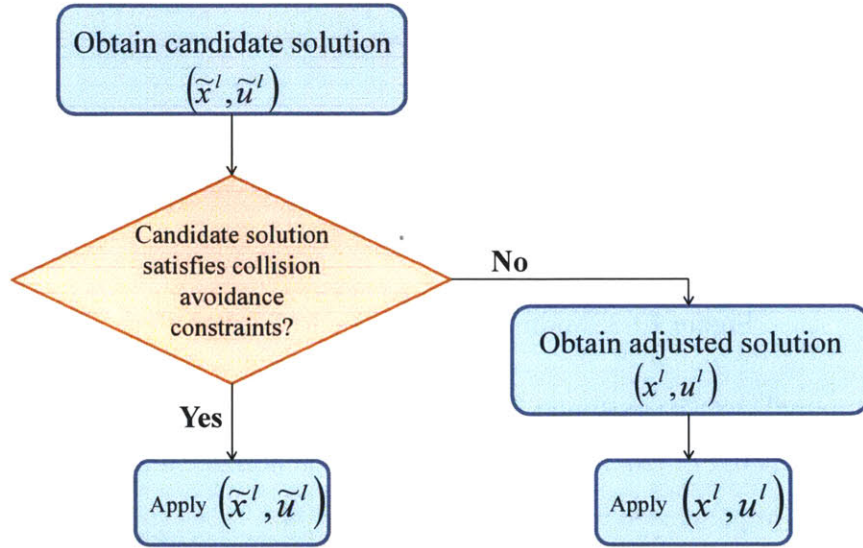 Obtain candidate solution
(x̃ˡ, ũˡ)
Candidate solution
satisfies collision
avoidance
constraints?
No
Obtain adjusted solution
(xˡ, uˡ)
Yes
Apply (x̃ˡ, ũˡ)
Apply (xˡ, uˡ)